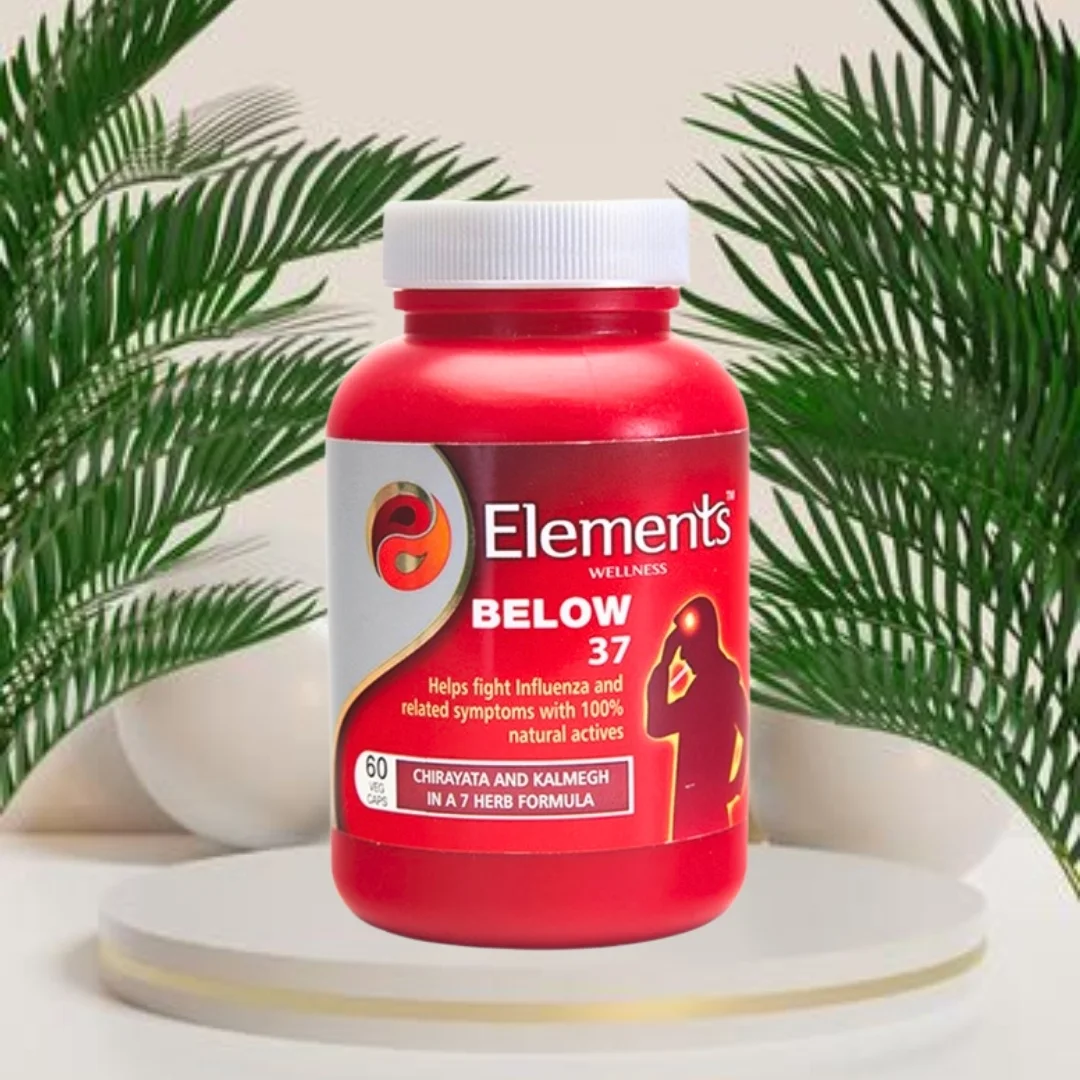 Elements™
WELLNESS
BELOW
37
Helps fight Influenza and
related symptoms with 100%
natural actives
60
VEG
CAPS
CHIRAYATA AND KALMEGH
IN A 7 HERB FORMULA